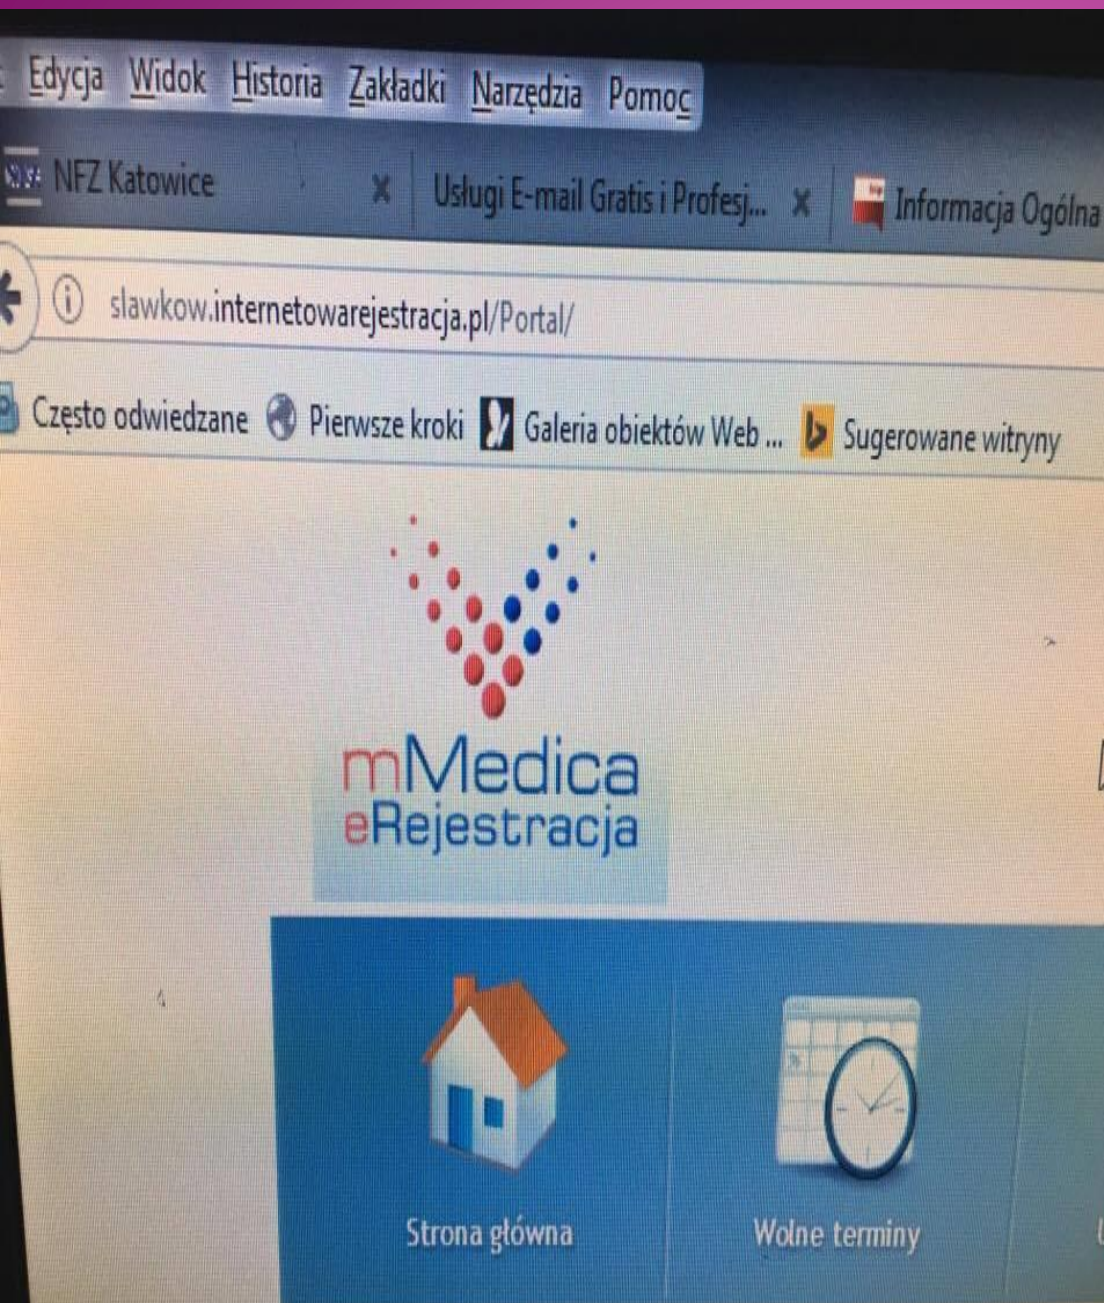 Edycja Widok Historia Zakładki Narzędzia Pomoc
NFZ Katowice
Usługi E-mail Gratis i Profesj...
Informacja Ogólna
slawkow.internetowarejestracja.pl/Portal/
Często odwiedzane Pierwsze kroki Galeria obiektów Web ... Sugerowane witryny
mMedica
eRejestracja
Strona główna
Wolne terminy